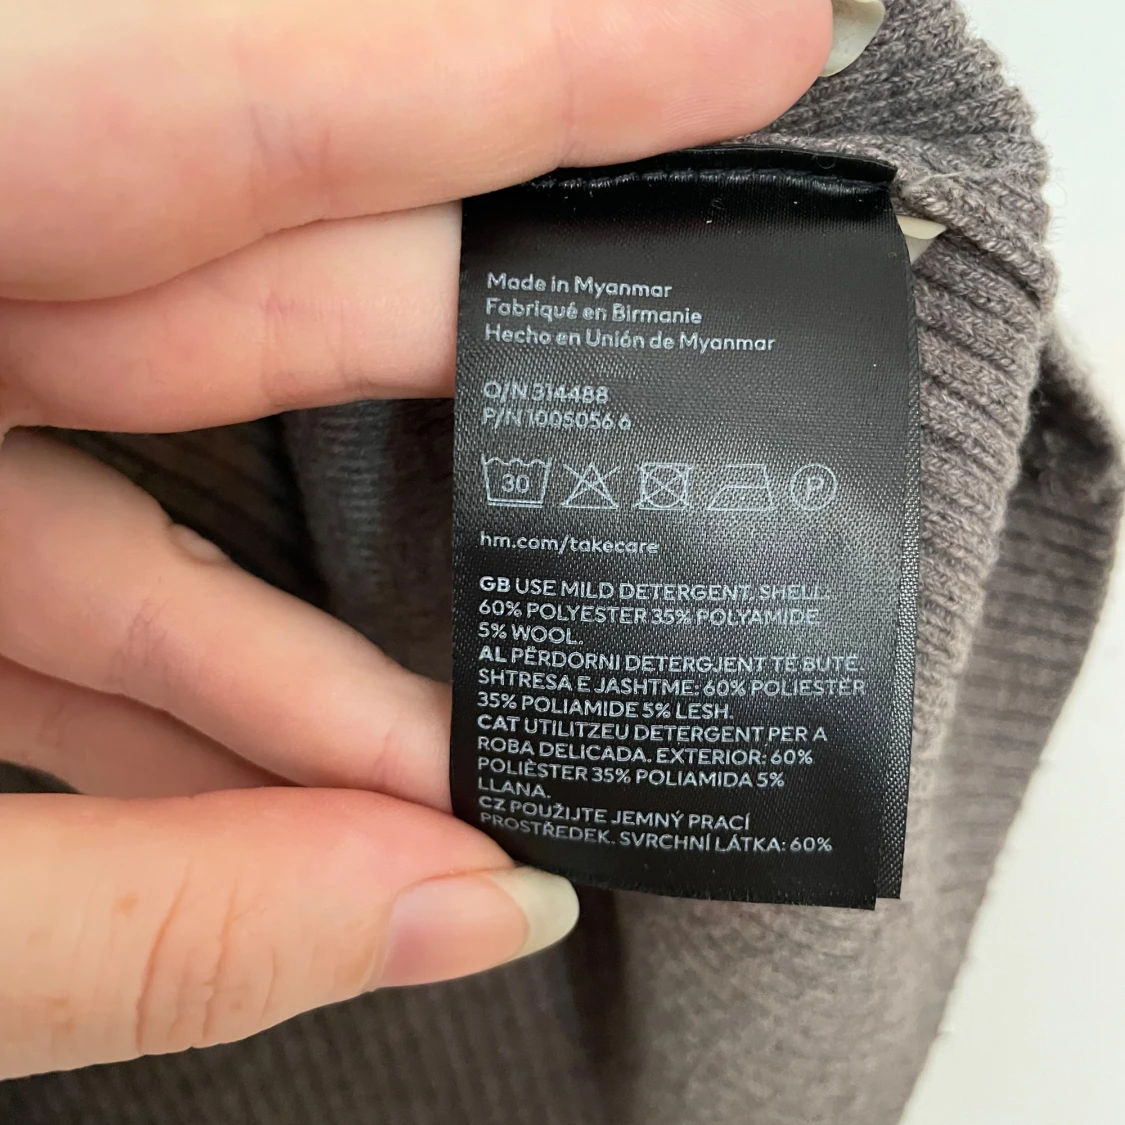 Made in Myanmar
Fabriqué en Birmanie
Hecho en Unión de Myanmar
O/N 314488
P/N 1005056 6
30 P
hm.com/takecare
GB USE MILD DETERGENT. SHELL:
60% POLYESTER 35% POLYAMIDE
5% WOOL.
AL PËRDORNI DETERGJENT TË BUTË.
SHTRESA E JASHTME: 60% POLIESTËR
35% POLIAMIDE 5% LESH.
CAT UTILITZEU DETERGENT PER A
ROBA DELICADA. EXTERIOR: 60%
POLIÈSTER 35% POLIAMIDA 5%
LLANA.
CZ POUŽIJTE JEMNÝ PRACÍ
PROSTŘEDEK. SVRCHNÍ LÁTKA: 60%